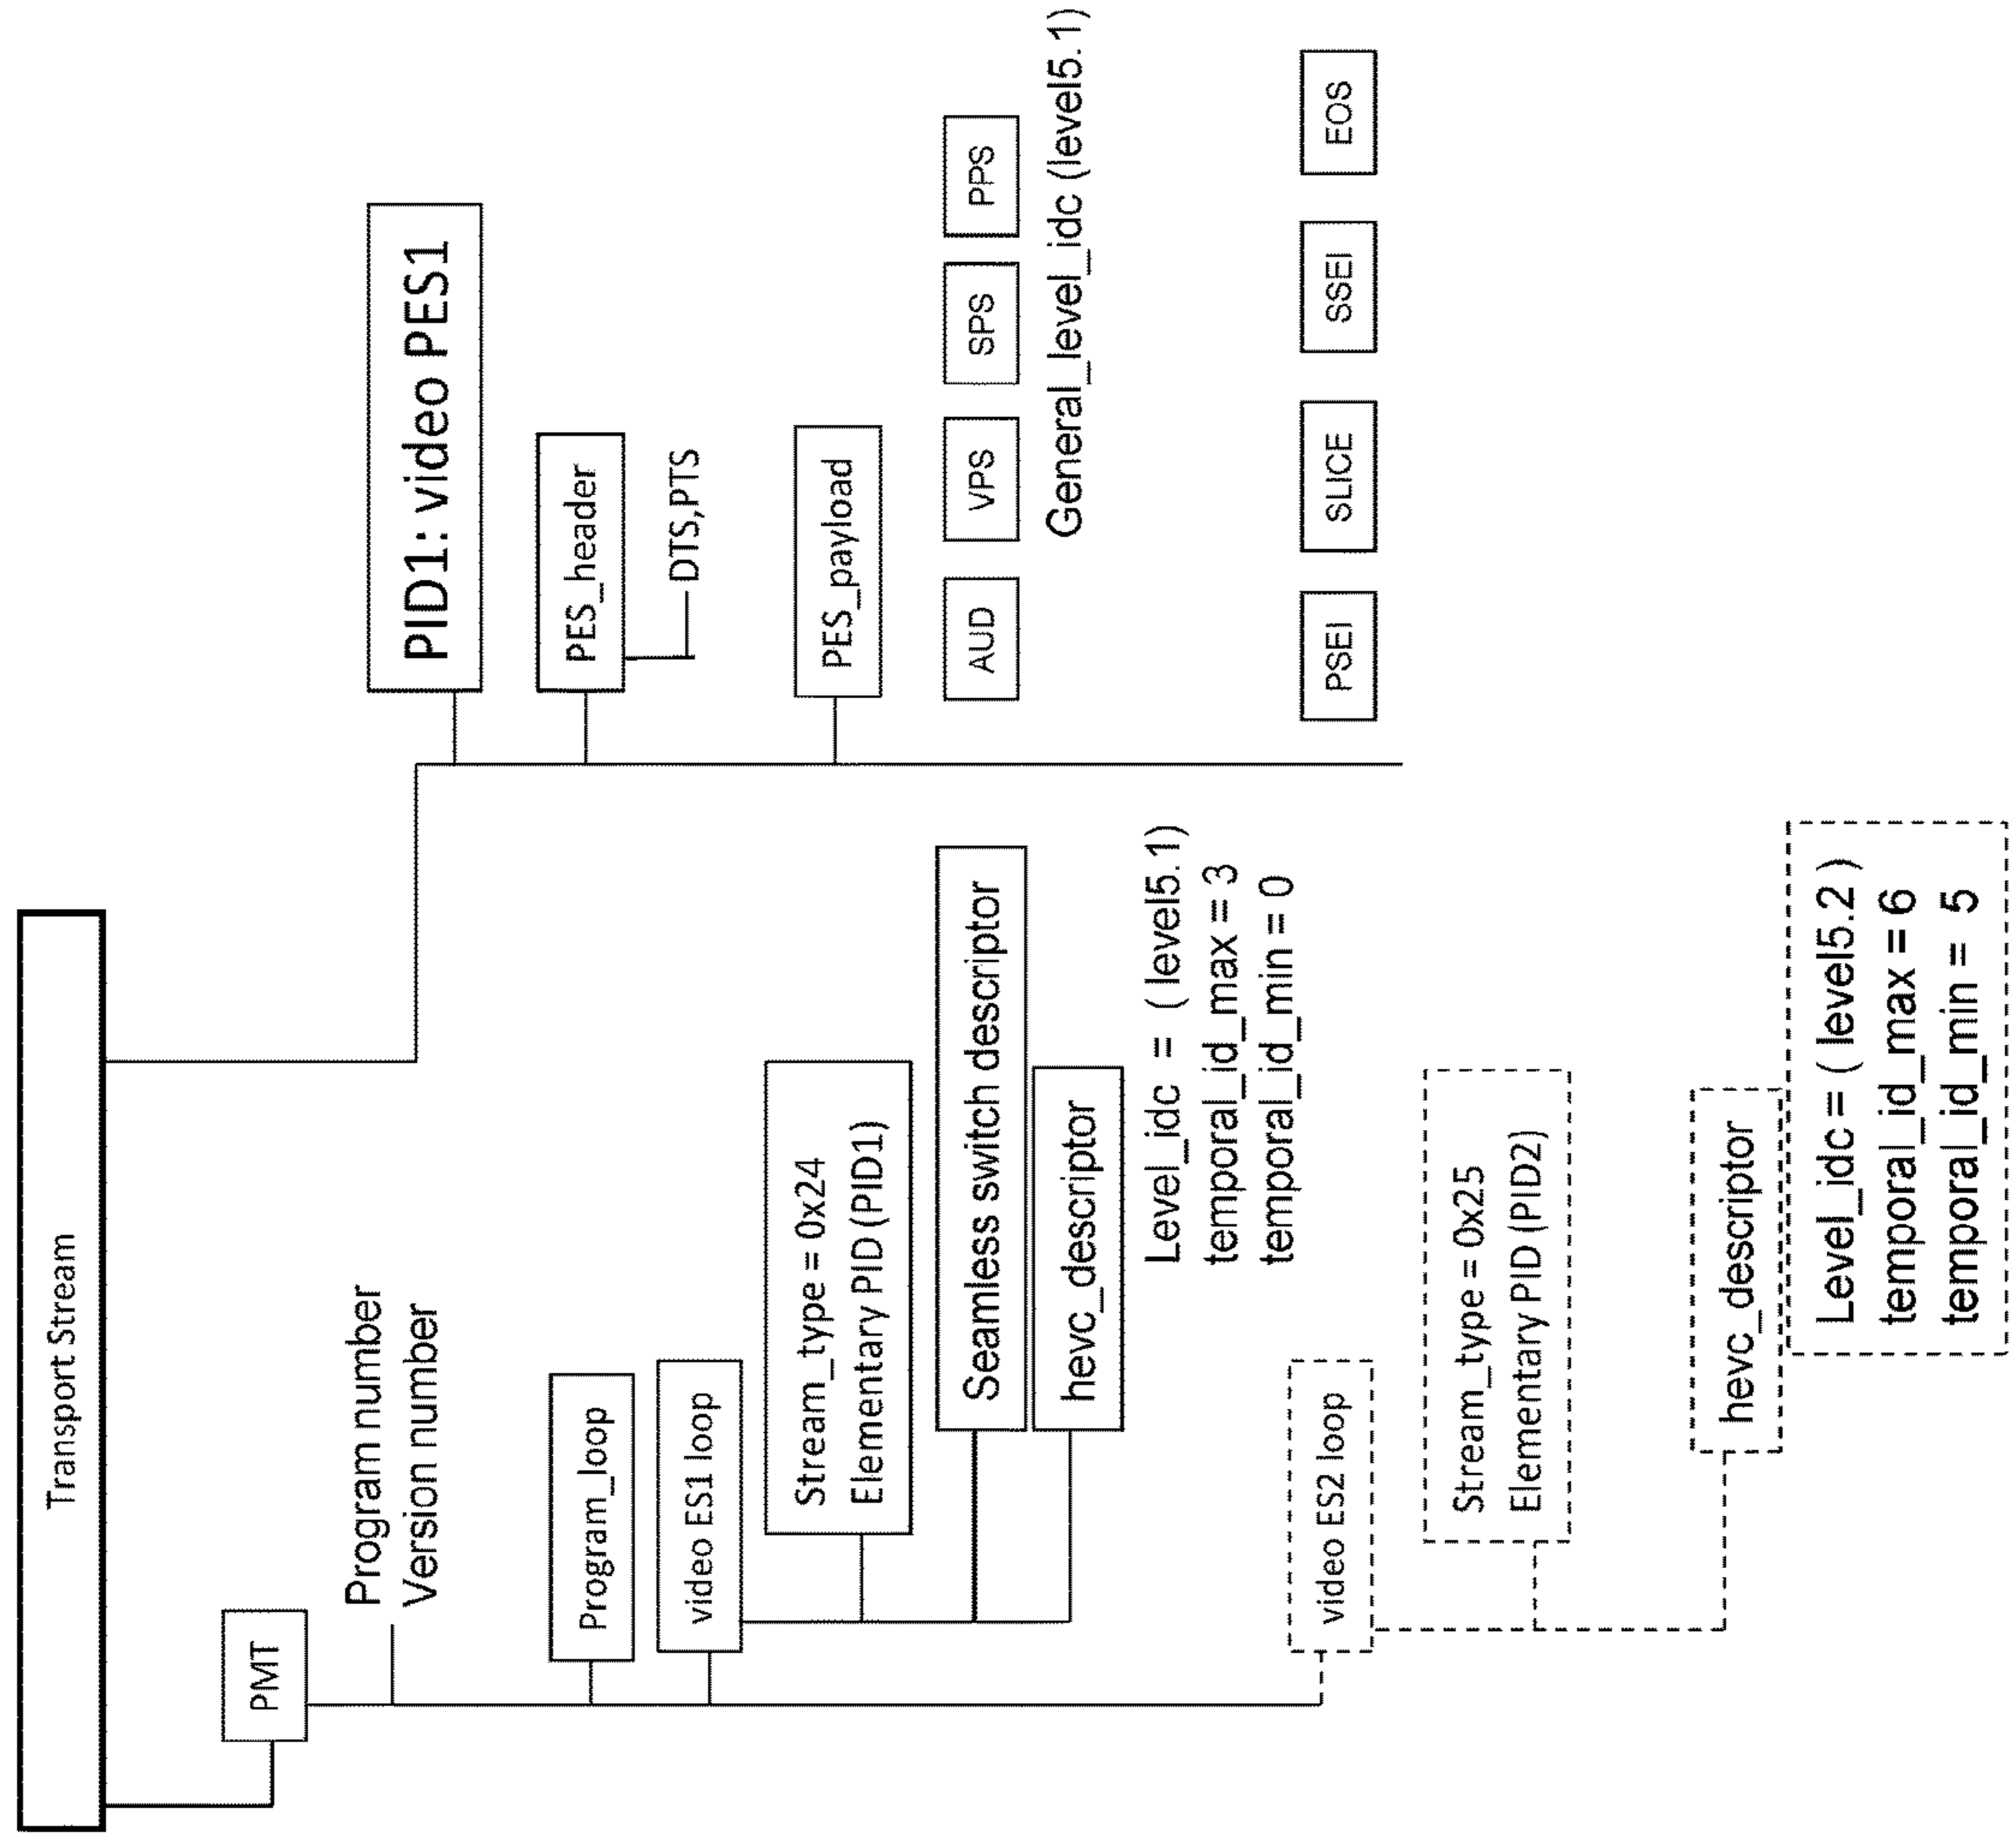 Transport Stream
PMT
Program number
Version number
Program_loop
video ES1 loop
Stream_type = 0x24
Elementary PID (PID1)
Seamless switch descriptor
hevc_descriptor
Level_idc = ( level5.1)
temporal_id_max = 3
temporal_id_min = 0
video ES2 loop
Stream_type = 0x25
Elementary PID (PID2)
hevc_descriptor
Level_idc = ( level5.2 )
temporal_id_max = 6
temporal_id_min = 5
PID1: video PES1
PES_header
DTS,PTS
PES_payload
AUD
VPS
SPS
PPS
General_level_idc (level5.1)
PSEI
SLICE
SSEI
EOS